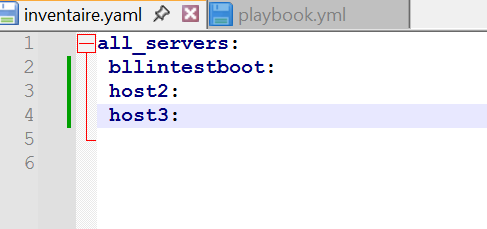 inventaire.yaml playbook.yml
1 all_servers:
2 bllintestboot:
3 host2:
4 host3:
5
6